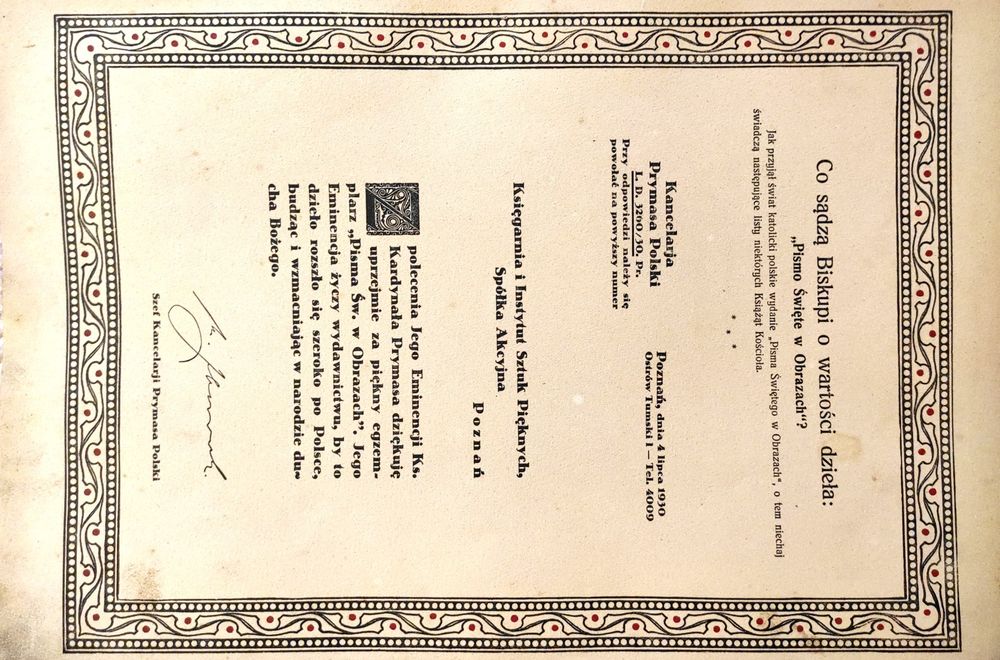 Co sądzą Biskupi o wartości dzieła:
„Pismo Święte w Obrazach“?
Jak przyjął świat katolicki polskie wydanie „Pisma Świętego w Obrazach“, o tem niechaj
świadczą następujące listy niektórych Książąt Kościoła.
* * *
Kancelarja
Prymasa Polski
L. D. 3260/30. Pr.
Przy odpowiedzi należy się
powołać na powyższy numer
Poznań, dnia 4 lipca 1930
Ostrów Tumski 1 — Tel. 4009
Księgarnia i Instytut Sztuk Pięknych,
Spółka Akcyjna
Poznań
Z polecenia Jego Eminencji Ks.
Kardynała Prymasa dziękuję
uprzejmie za piękny egzem-
plarz „Pisma Św. w Obrazach“. Jego
Eminencja życzy wydawnictwu, by to
dzieło rozszło się szeroko po Polsce,
budząc i wzmacniając w narodzie du-
cha Bożego.
Szef Kancelarji Prymasa Polski